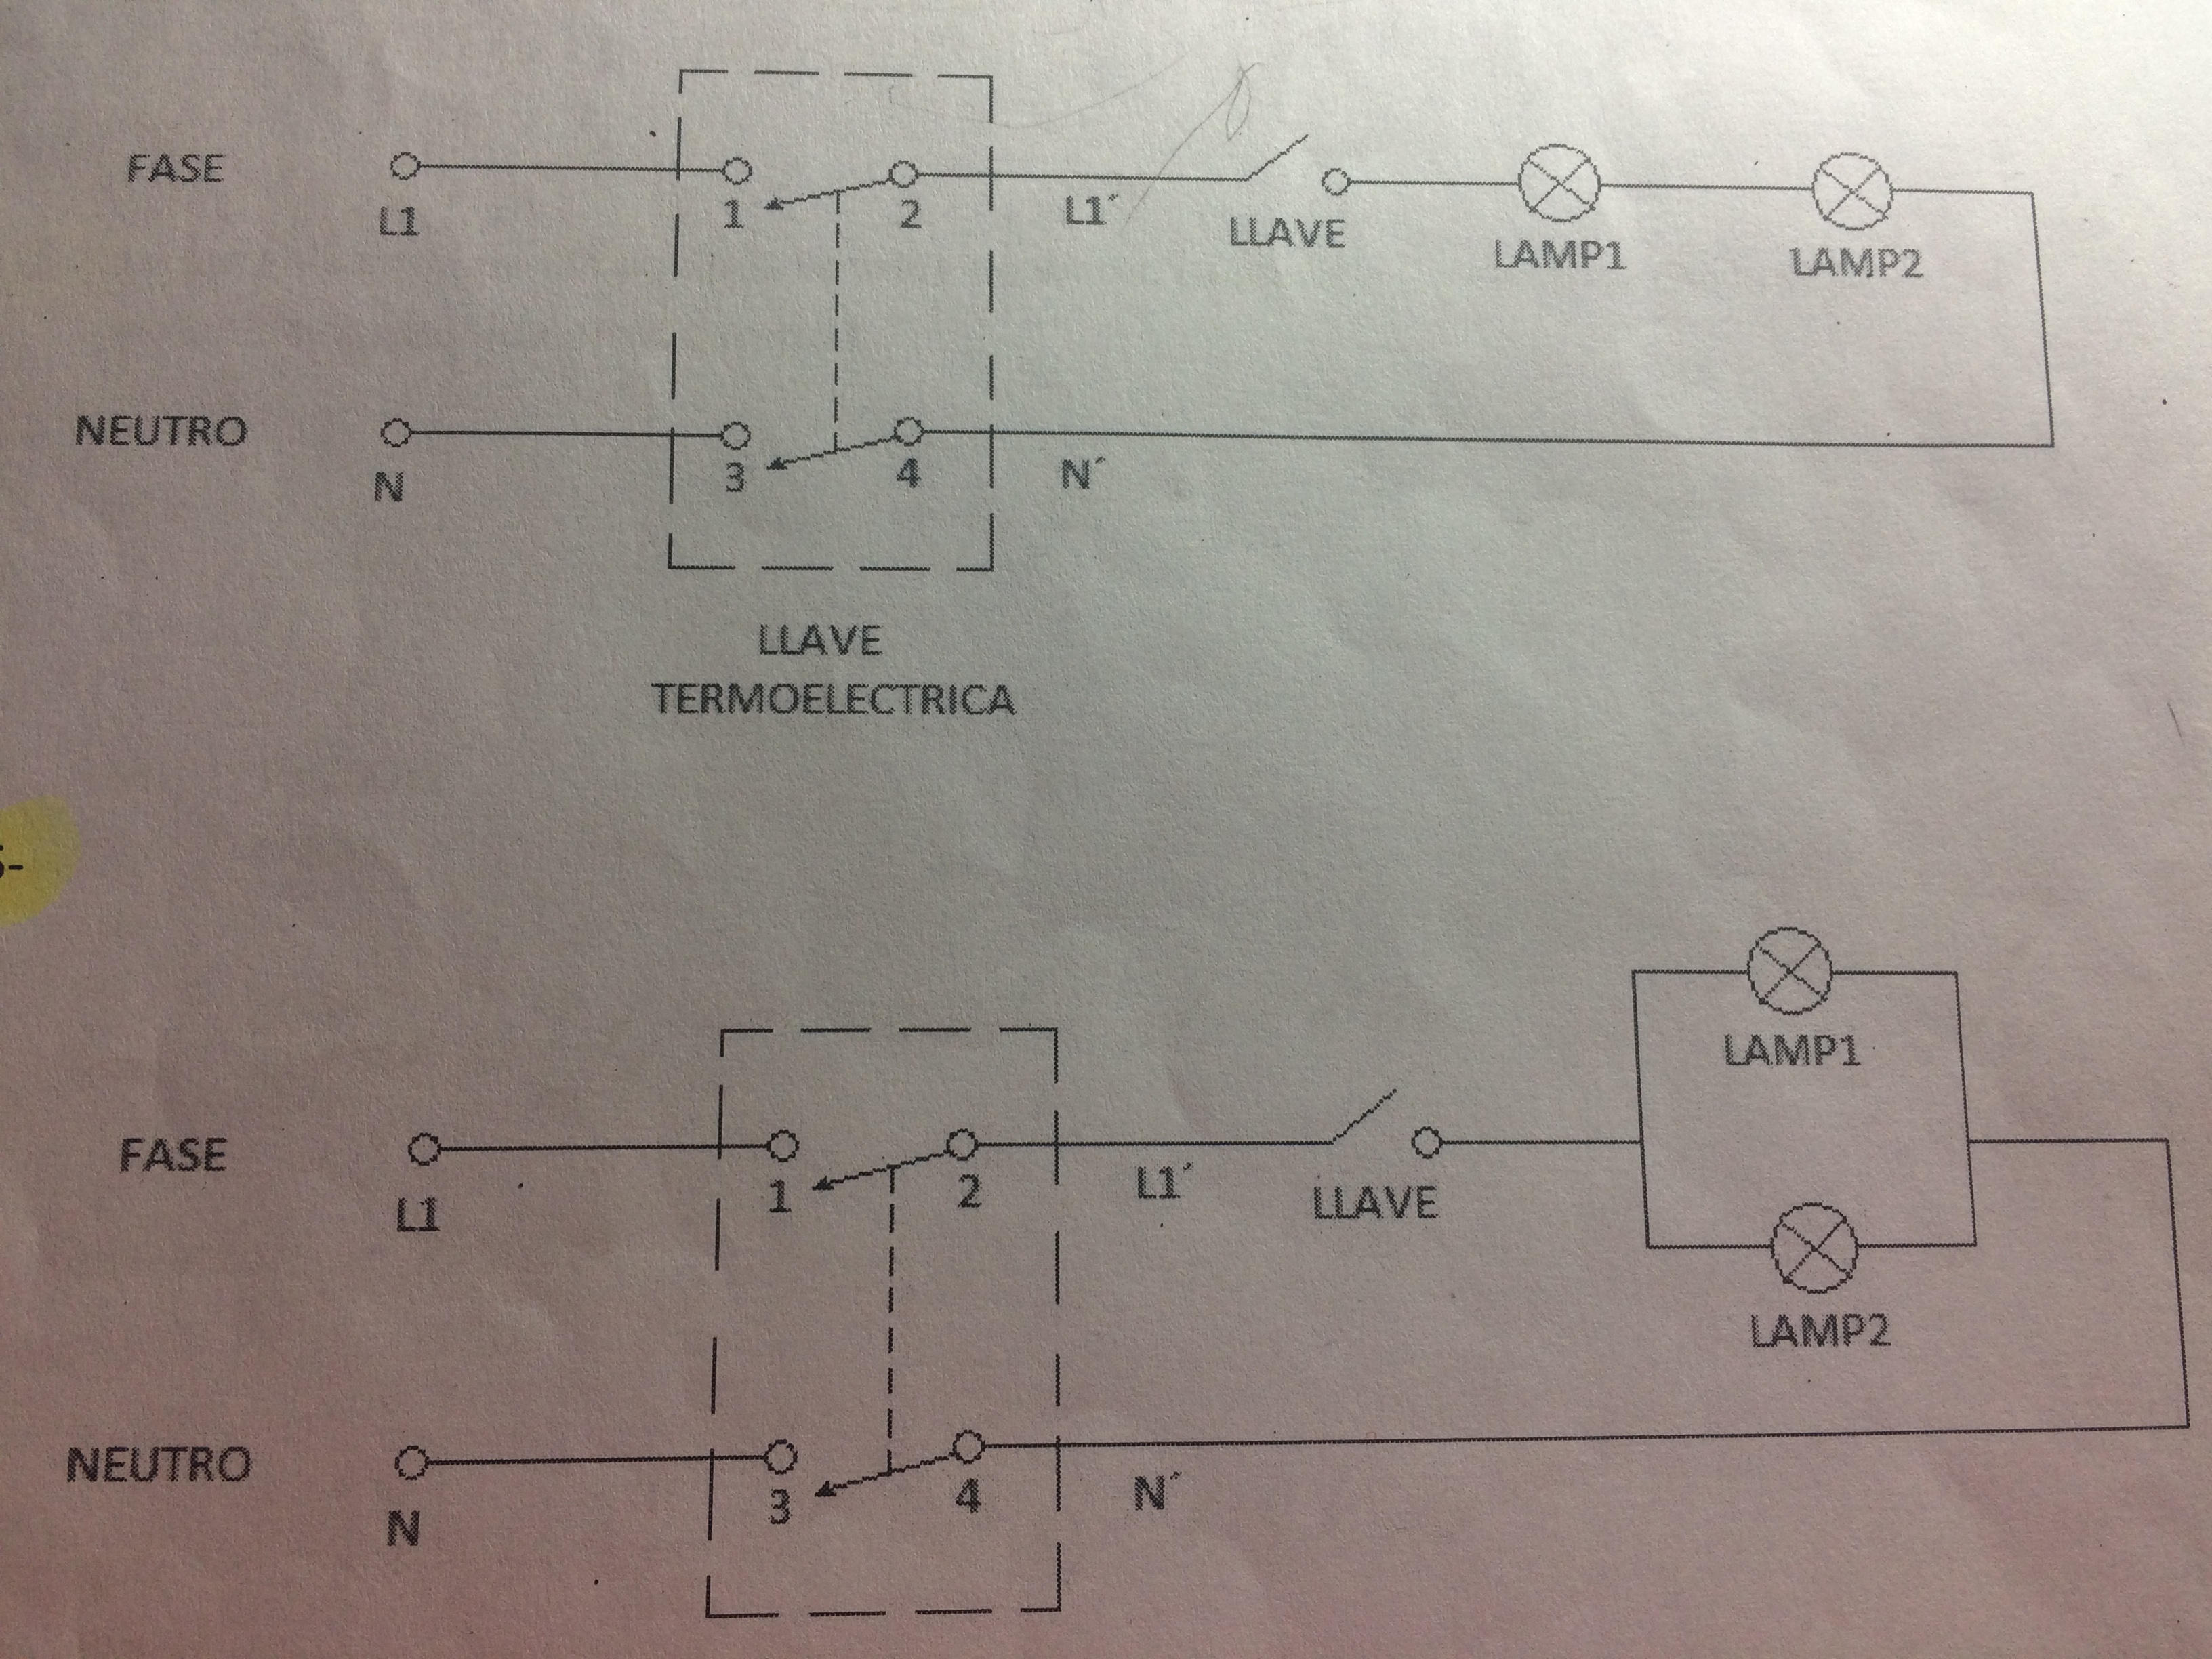 FASE
L1
1
2
L1'
LLAVE
LAMP1
LAMP2
NEUTRO
N
3
4
N'
LLAVE
TERMOELECTRICA
FASE
L1
1
2
L1'
LLAVE
LAMP1
LAMP2
NEUTRO
N
3
4
N'